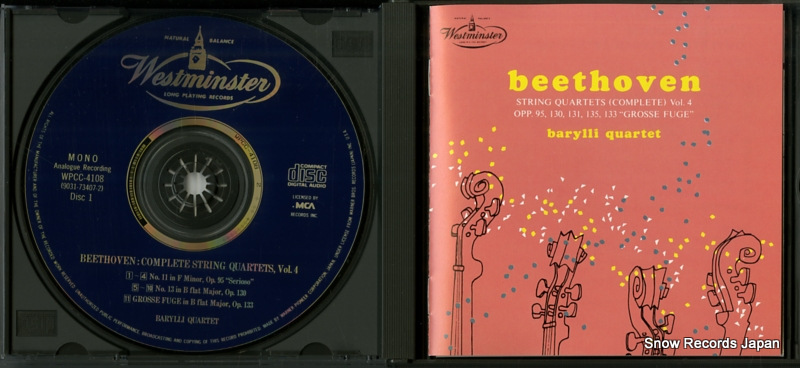 NATURAL BALANCE
Westminster
LONG PLAYING RECORDS
MONO
Analogue Recording
WPCC-4108
(9031-73407-2)
Disc 1
COMPACT
disc
DIGITAL AUDIO
LICENSED BY
MCA
RECORDS INC.
BEETHOVEN: COMPLETE STRING QUARTETS, Vol. 4
1 - 4 No. 11 in F Minor, Op. 95 "Serioso"
5 - 10 No. 13 in B flat Major, Op. 130
11 GROSSE FUGE in B flat Major, Op. 133
BARYLLI QUARTET
Westminster
beethoven
STRING QUARTETS (COMPLETE) Vol. 4
OPP. 95, 130, 131, 135, 133 "GROSSE FUGE"
barylli quartet
Snow Records Japan
www.snowrecords.jp